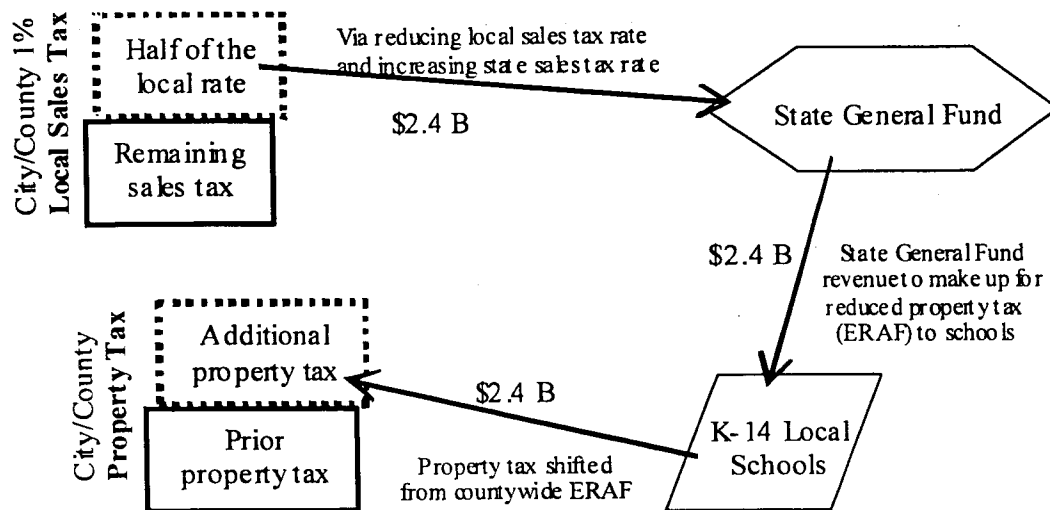 City/County 1%
Local Sales Tax
Half of the
local rate
Remaining
sales tax
Via reducing local sales tax rate
and increasing state sales tax rate
$2.4 B
State General Fund
$2.4 B
State General Fund
revenue to make up for
reduced property tax
(ERAF) to schools
City/County
Property Tax
Additional
property tax
Prior
property tax
$2.4 B
Property tax shifted
from countywide ERAF
K-14 Local
Schools